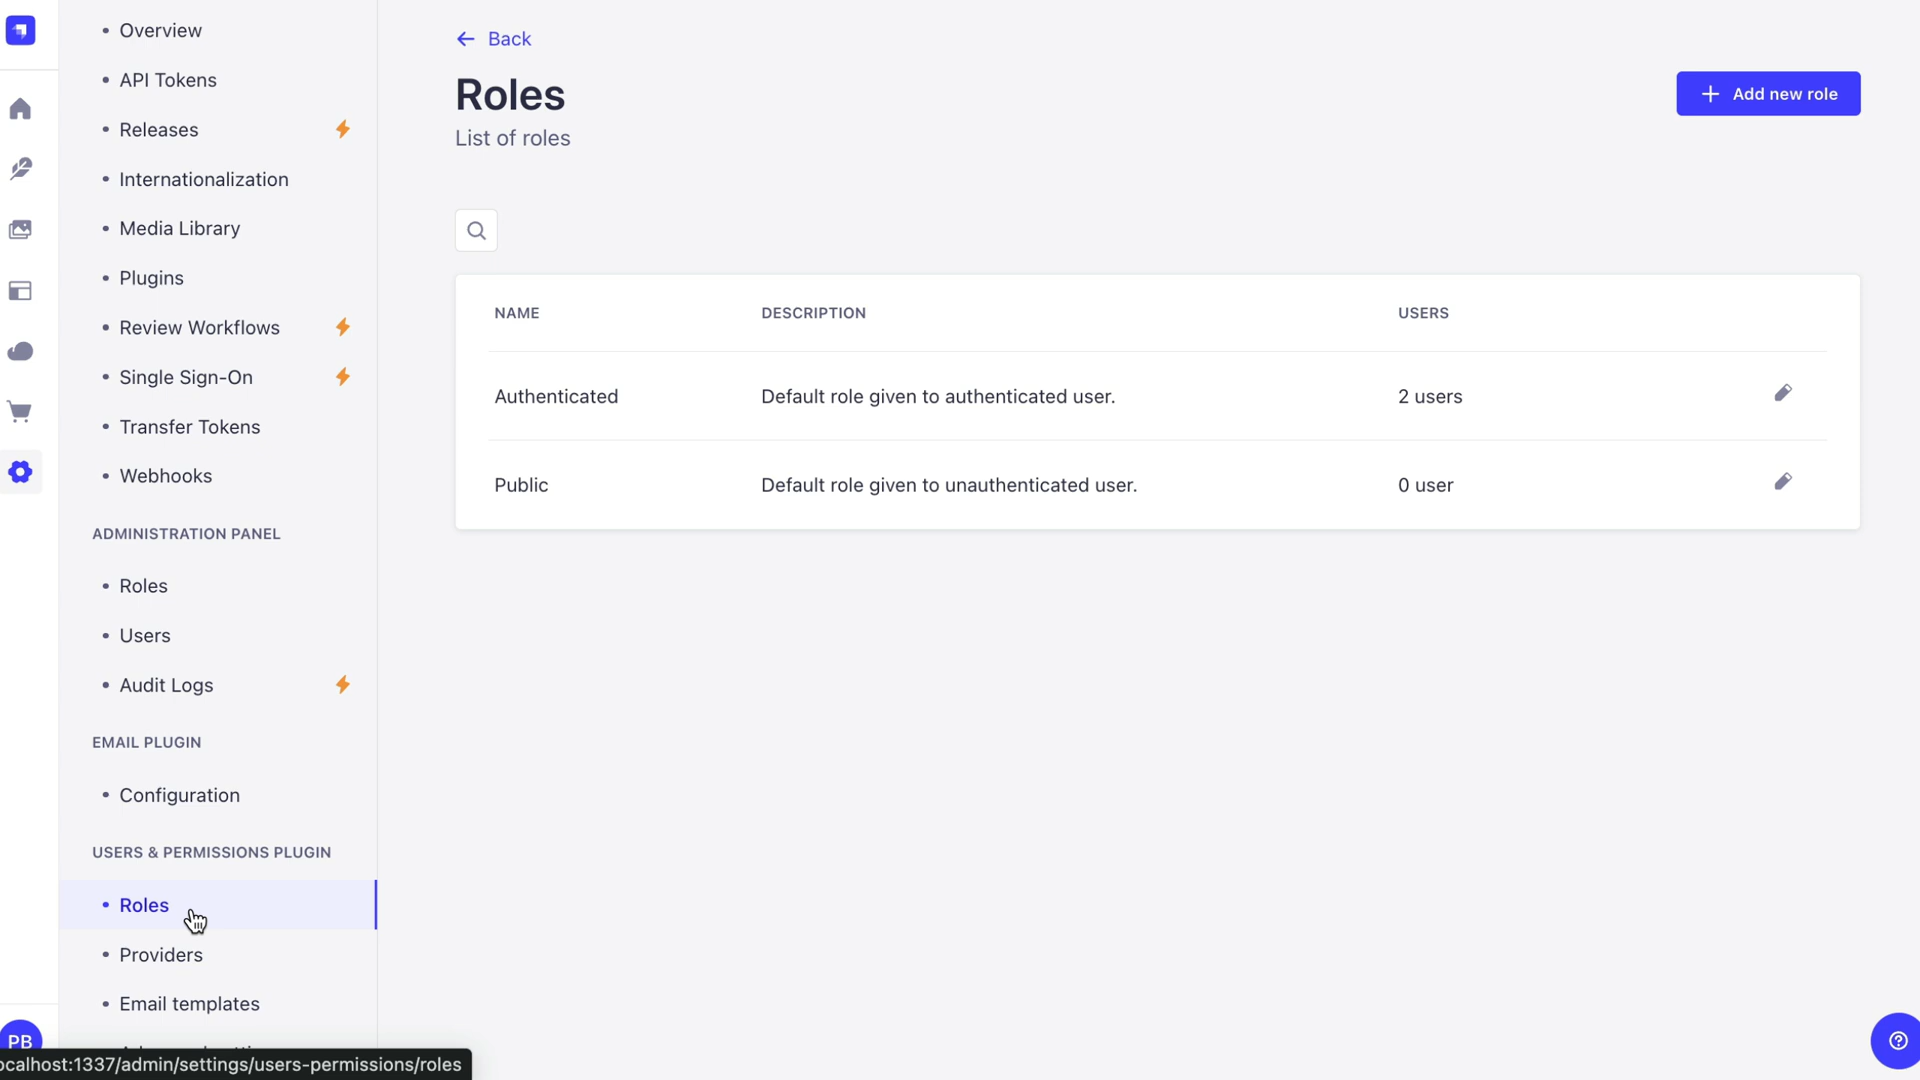 Overview
API Tokens
Releases
Internationalization
Media Library
Plugins
Review Workflows
Single Sign-On
Transfer Tokens
Webhooks
ADMINISTRATION PANEL
Roles
Users
Audit Logs
EMAIL PLUGIN
Configuration
USERS & PERMISSIONS PLUGIN
Roles
Providers
Email templates
PB
ocalhost:1337/admin/settings/users-permissions/roles
Back
Roles
List of roles
Add new role
NAME DESCRIPTION USERS
Authenticated Default role given to authenticated user. 2 users
Public Default role given to unauthenticated user. 0 user